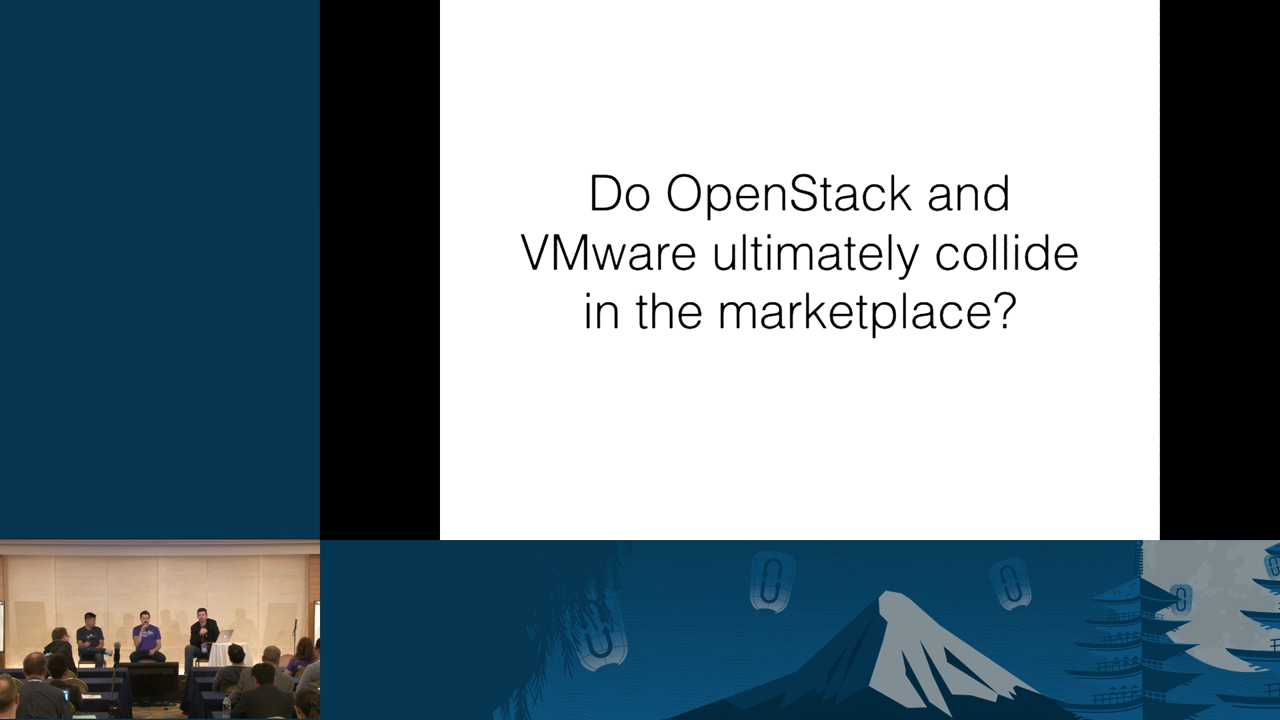 Do OpenStack and
VMware ultimately collide
in the marketplace?